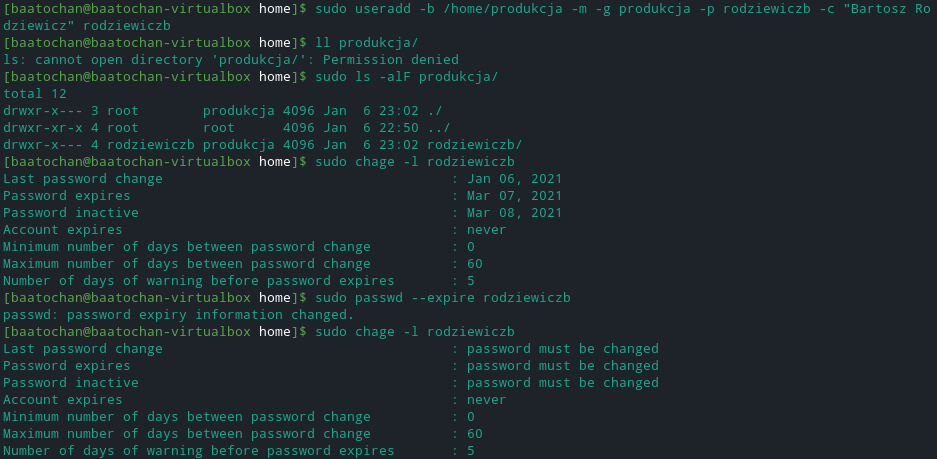 [baatochan@baatochan-virtualbox home]$ sudo useradd -b /home/produkcja -m -g produkcja -p rodziewiczb -c "Bartosz Ro
dziewicz" rodziewiczb
[baatochan@baatochan-virtualbox home]$ ll produkcja/
ls: cannot open directory 'produkcja/': Permission denied
[baatochan@baatochan-virtualbox home]$ sudo ls -alF produkcja/
total 12
drwxr-x--- 3 root        produkcja 4096 Jan  6 23:02 ./
drwxr-xr-x 4 root        root      4096 Jan  6 22:50 ../
drwxr-x--- 4 rodziewiczb produkcja 4096 Jan  6 23:02 rodziewiczb/
[baatochan@baatochan-virtualbox home]$ sudo chage -l rodziewiczb
Last password change                                    : Jan 06, 2021
Password expires                                        : Mar 07, 2021
Password inactive                                       : Mar 08, 2021
Account expires                                         : never
Minimum number of days between password change          : 0
Maximum number of days between password change          : 60
Number of days of warning before password expires       : 5
[baatochan@baatochan-virtualbox home]$ sudo passwd --expire rodziewiczb
passwd: password expiry information changed.
[baatochan@baatochan-virtualbox home]$ sudo chage -l rodziewiczb
Last password change                                    : password must be changed
Password expires                                        : password must be changed
Password inactive                                       : password must be changed
Account expires                                         : never
Minimum number of days between password change          : 0
Maximum number of days between password change          : 60
Number of days of warning before password expires       : 5